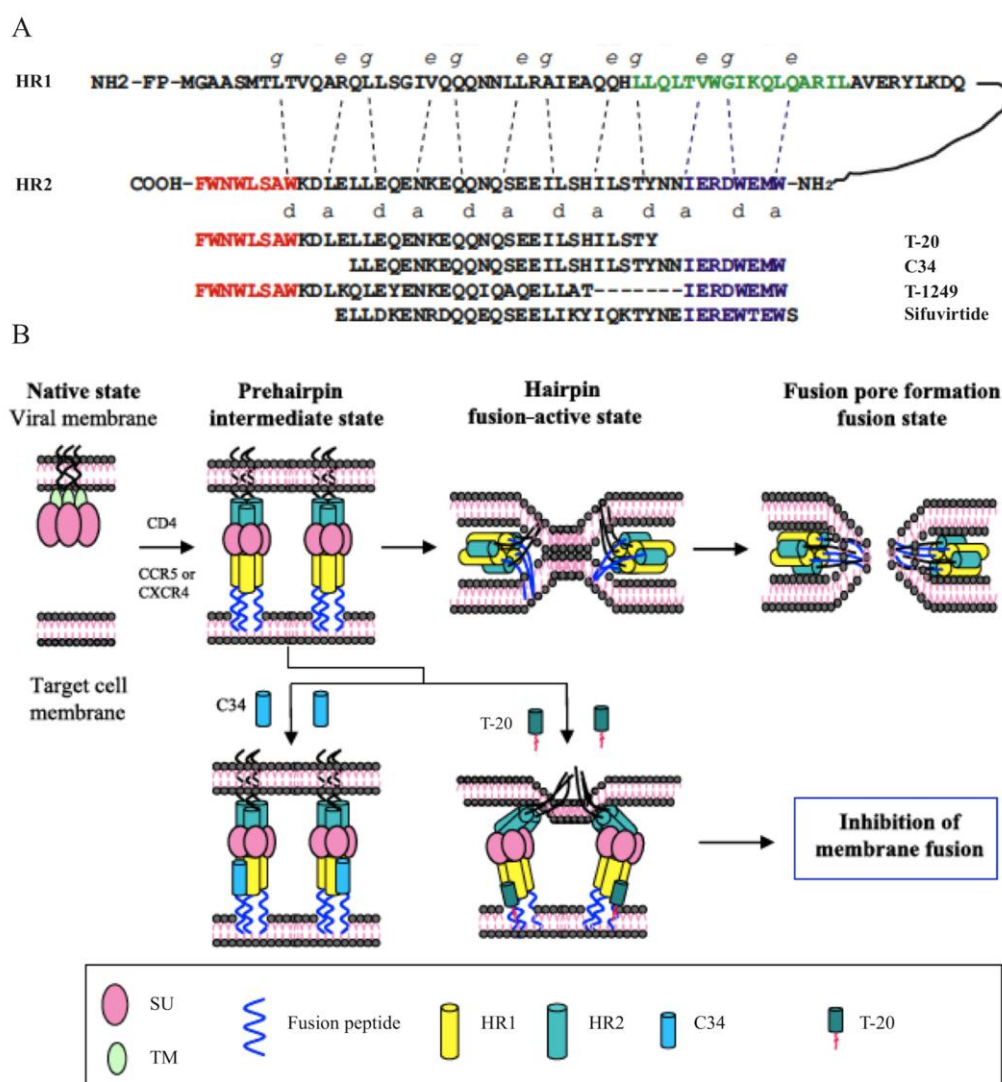 A
g e g e g e g e g e g e
HR1 NH2-FP-MGAASMTLTVQARQLLSGIVQQQNNLLRAIEAQQHLLQLTVWGIKQLQARILAVERYLKDQ
HR2 COOH-FWNWLSAWKDLELLEQENKEQQNQSEEILSHILSTYNNIERDWEMW-NH2
d a d a d a d a d a d a
FWNWLSAWKDLELLEQENKEQQNQSEEILSHILSTY T-20
LLEQENKEQQNQSEEILSHILSTYNNIERDWEMW C34
FWNWLSAWKDLKQLEYENKEQIQAQELLAT-------IERDWEMW T-1249
ELLDKENRDQQEQSEELIKYIQKTYNEIEREWTEWS Sifuvirtide
B
Native state
Viral membrane
Prehairpin
intermediate state
Hairpin
fusion-active state
Fusion pore formation
fusion state
CD4
CCR5 or
CXCR4
Target cell
membrane
C34
T-20
Inhibition of
membrane fusion
SU
TM
Fusion peptide
HR1
HR2
C34
T-20